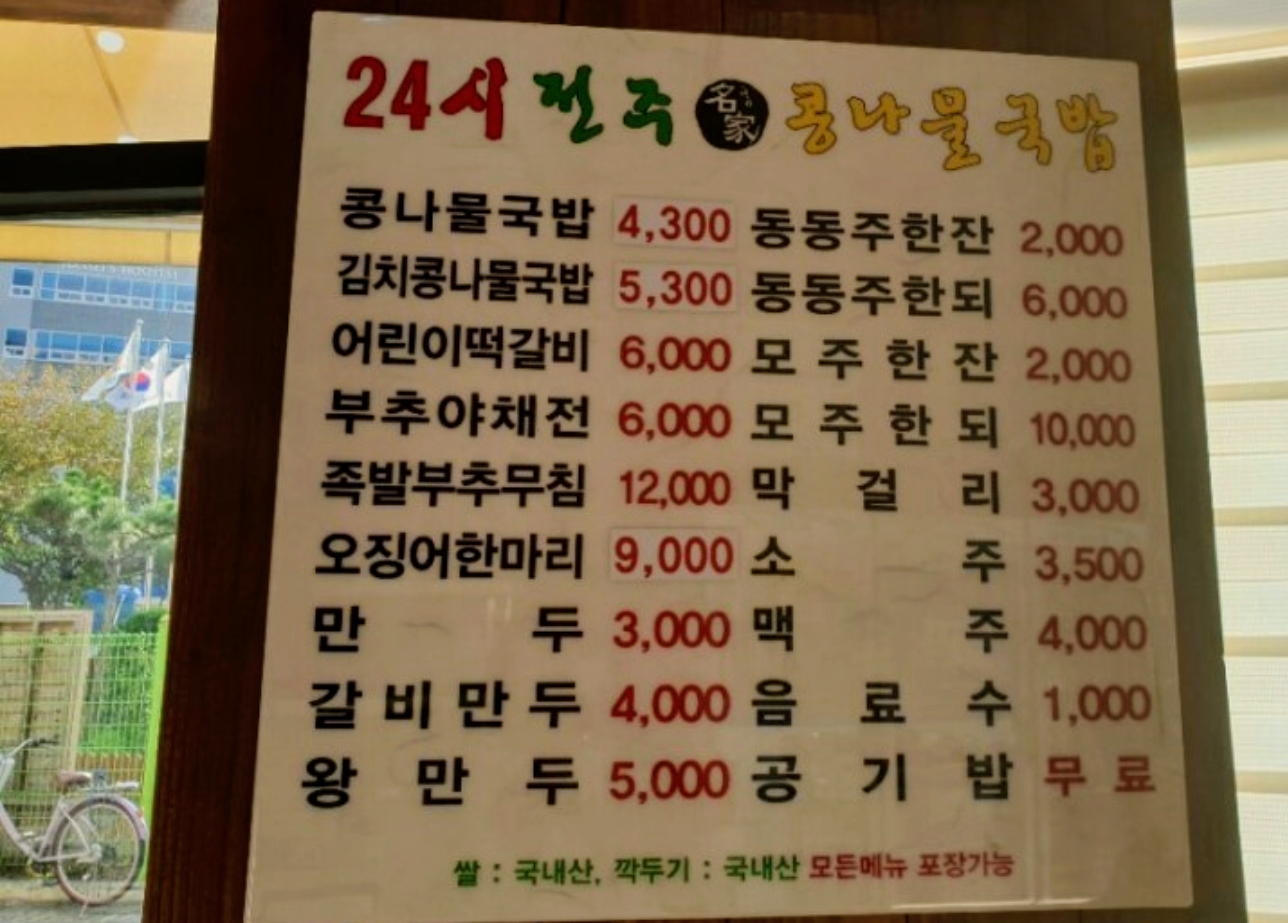 24시 전주 名家 콩나물국밥
콩나물국밥 4,300 동동주한잔 2,000
김치콩나물국밥 5,300 동동주한되 6,000
어린이떡갈비 6,000 모주한잔 2,000
부추야채전 6,000 모주한되 10,000
족발부추무침 12,000 막걸리 3,000
오징어한마리 9,000 소주 3,500
만두 3,000 맥주 4,000
갈비만두 4,000 음료수 1,000
왕만두 5,000 공기밥 무료
쌀 : 국내산, 깍두기 : 국내산 모든메뉴 포장가능